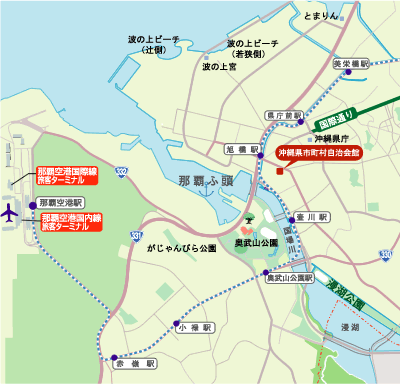 とまりん
波の上ビーチ
(辻側)
波の上ビーチ
(若狭側)
波の上宮
美栄橋駅
県庁前駅
国際通り
沖縄県庁
旭橋駅
沖縄県市町村自治会館
那覇空港国際線
旅客ターミナル
332
那覇ふ頭
那覇空港駅
那覇空港国内線
旅客ターミナル
壺川駅
国場川
331
がじゃんびら公園
奥武山公園
奥武山公園駅
漫湖公園
小禄駅
漫湖
赤嶺駅